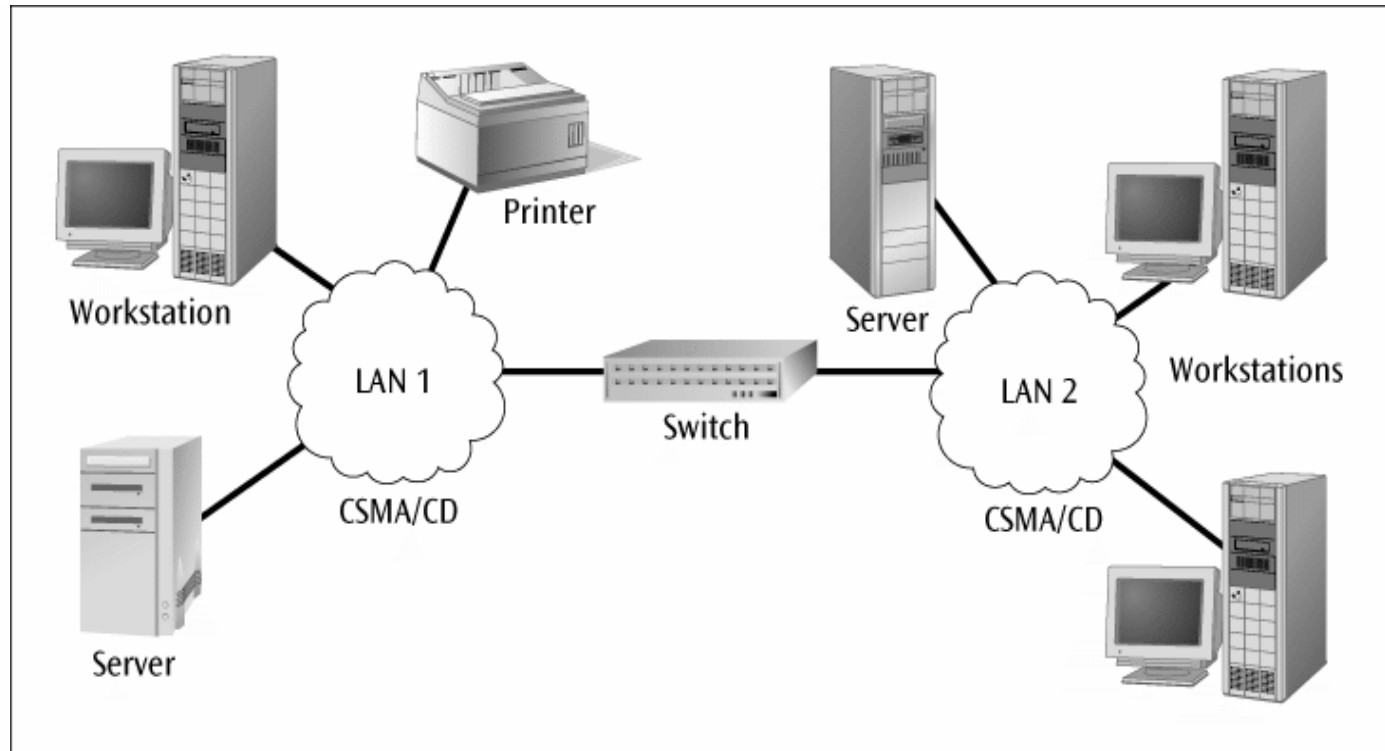 Printer
Workstation
Server
Workstations
LAN 1
LAN 2
Switch
CSMA/CD
CSMA/CD
Server